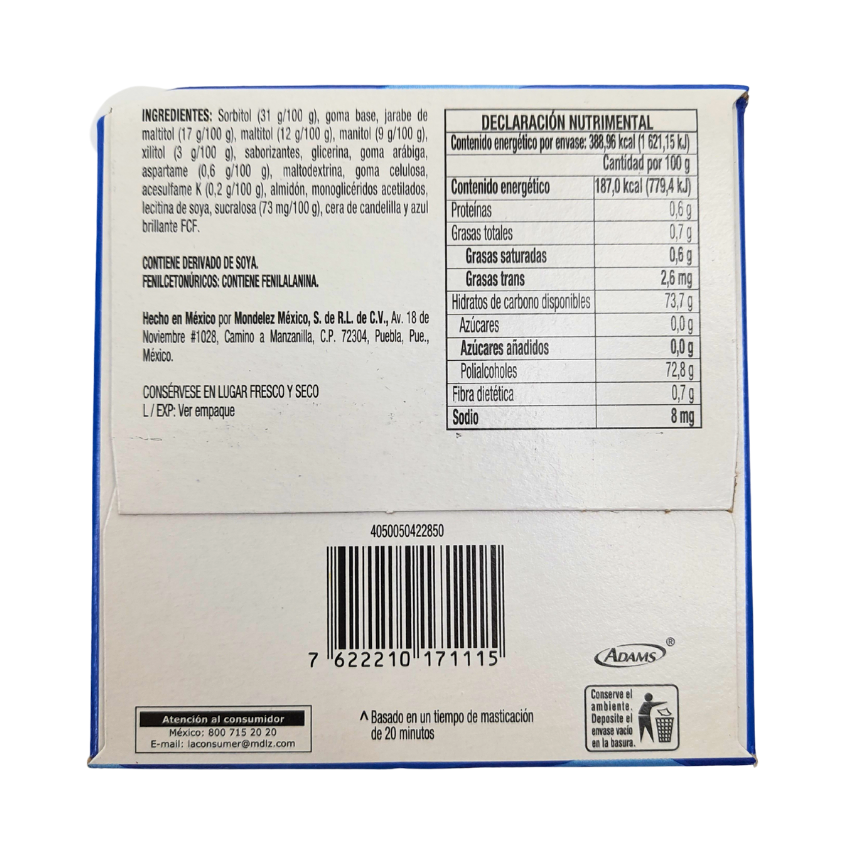 INGREDIENTES: Sorbitol (31 g/100 g), goma base, jarabe de
maltitol (17 g/100 g), maltitol (12 g/100 g), manitol (9 g/100 g),
xilitol (3 g/100 g), saborizantes, glicerina, goma arábiga,
aspartame (0,6 g/100 g), maltodextrina, goma celulosa,
acesulfame K (0,2 g/100 g), almidón, monoglicéridos acetilados,
lecitina de soya, sucralosa (73 mg/100 g), cera de candelilla y azul
brillante FCF.
CONTIENE DERIVADO DE SOYA.
FENILCETONÚRICOS: CONTIENE FENILALANINA.
Hecho en México por Mondelez México, S. de R.L. de C.V., Av. 18 de
Noviembre #1028, Camino a Manzanilla, C.P. 72304, Puebla, Pue.,
México.
CONSÉRVESE EN LUGAR FRESCO Y SECO
L / EXP: Ver empaque
DECLARACIÓN NUTRIMENTAL
Contenido energético por envase: 388,96 kcal (1 621,15 kJ)
Cantidad por 100 g
Contenido energético 187,0 kcal (779,4 kJ)
Proteínas 0,6 g
Grasas totales 0,7 g
Grasas saturadas 0,6 g
Grasas trans 2,6 mg
Hidratos de carbono disponibles 73,7 g
Azúcares 0,0 g
Azúcares añadidos 0,0 g
Polialcoholes 72,8 g
Fibra dietética 0,7 g
Sodio 8 mg
4050050422850
7 622210 171115
ADAMS ®
Atención al consumidor
México: 800 715 20 20
E-mail: laconsumer@mdlz.com
^ Basado en un tiempo de masticación
de 20 minutos
Conserve el
ambiente.
Deposite el
envase vacío
en la basura.